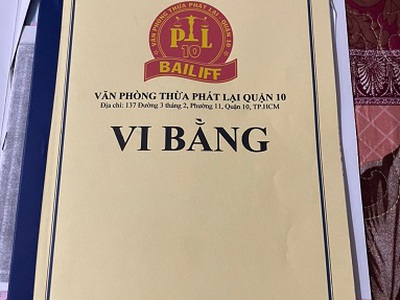 VĂN PHÒNG THỪA PHÁT LẠI QUẬN 10
PTL
10
BAILIFF
VĂN PHÒNG THỪA PHÁT LẠI QUẬN 10
Địa chỉ: 137 Đường 3 tháng 2, Phường 11, Quận 10, TP.HCM
VI BẰNG